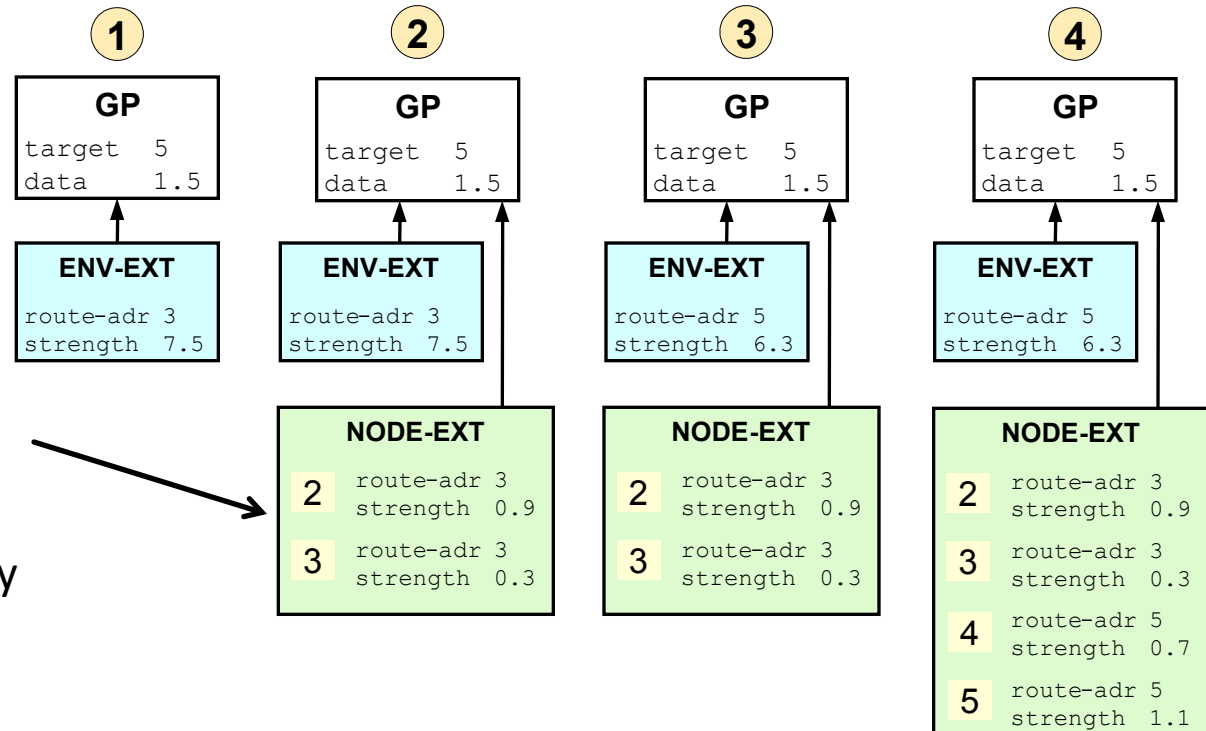 1
GP
target 5
data 1.5
ENV-EXT
route-adr 3
strength 7.5
2
GP
target 5
data 1.5
ENV-EXT
route-adr 3
strength 7.5
NODE-EXT
2 route-adr 3
strength 0.9
3 route-adr 3
strength 0.3
y
3
GP
target 5
data 1.5
ENV-EXT
route-adr 5
strength 6.3
NODE-EXT
2 route-adr 3
strength 0.9
3 route-adr 3
strength 0.3
4
GP
target 5
data 1.5
ENV-EXT
route-adr 5
strength 6.3
NODE-EXT
2 route-adr 3
strength 0.9
3 route-adr 3
strength 0.3
4 route-adr 5
strength 0.7
5 route-adr 5
strength 1.1